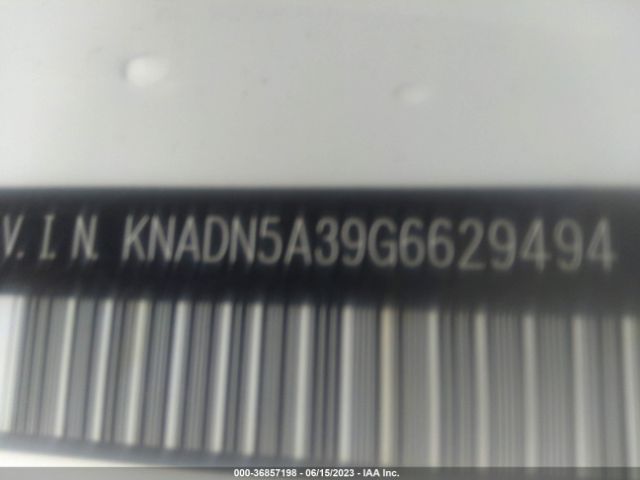 V.I.N. KNADN5A39G6629494
000-36857198 - 06/15/2023 - IAA Inc.